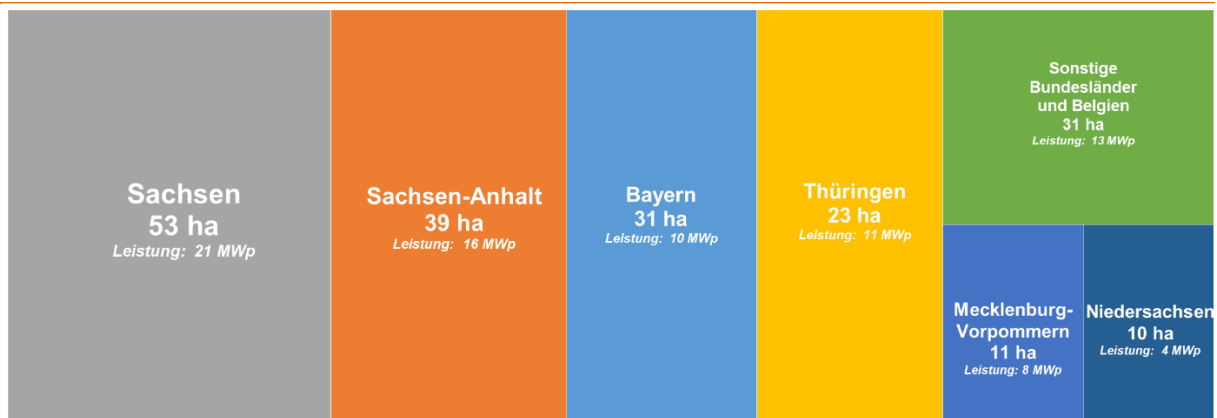 Sachsen
53 ha
Leistung: 21 MWp
Sachsen-Anhalt
39 ha
Leistung: 16 MWp
Bayern
31 ha
Leistung: 10 MWp
Thüringen
23 ha
Leistung: 11 MWp
Sonstige
Bundesländer
und Belgien
31 ha
Leistung: 13 MWp
Mecklenburg-
Vorpommern
11 ha
Leistung: 8 MWp
Niedersachsen
10 ha
Leistung: 4 MWp